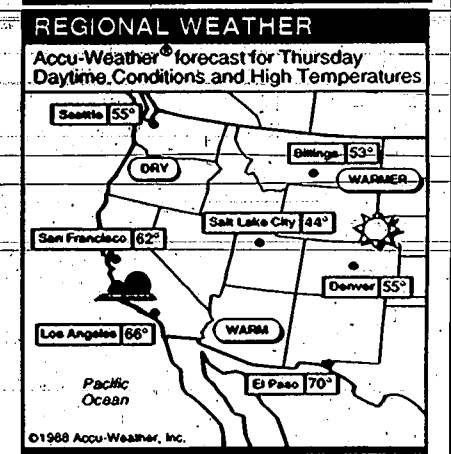 REGIONAL WEATHER
Accu-Weather® forecast for Thursday
Daytime Conditions and High Temperatures
Seattle 55°
Billings 53°
DRY
WARMER
Salt Lake City 44°
San Francisco 62°
Denver 55°
Los Angeles 66°
WARM
El Paso 70°
Pacific
Ocean
©1988 Accu-Weather, Inc.